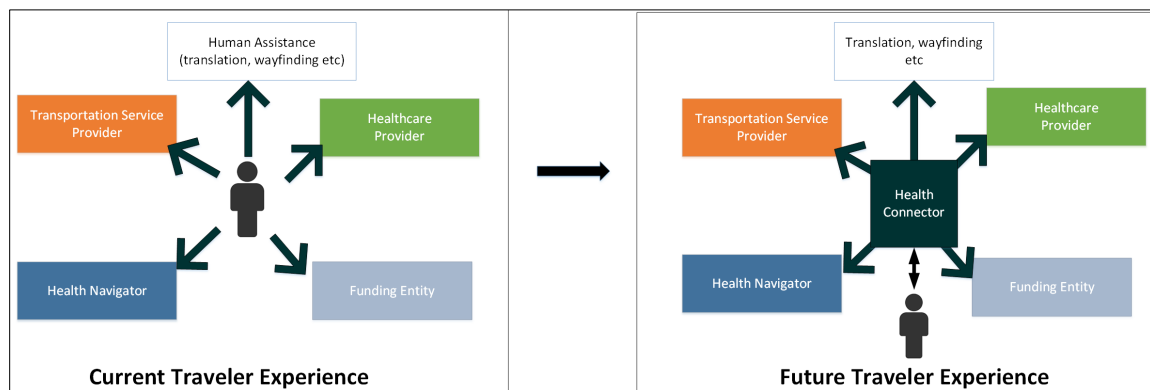 Human Assistance
(translation, wayfinding etc)
Transportation Service
Provider
Healthcare
Provider
Health Navigator
Funding Entity
Current Traveler Experience
Translation, wayfinding
etc
Transportation Service
Provider
Healthcare
Provider
Health
Connector
Health Navigator
Funding Entity
Future Traveler Experience